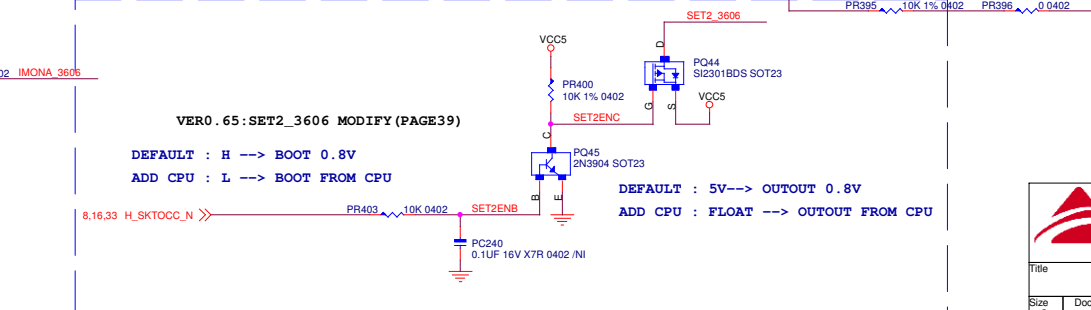 PR395
10K 1% 0402
PR396
0 0402
SET2_3606
VCC5
D
PQ44
SI2301BDS SOT23
02
IMONA_3606
PR400
10K 1% 0402
G
S
VCC5
VER0.65:SET2_3606 MODIFY(PAGE39)
SET2ENC
C
DEFAULT : H --> BOOT 0.8V
PQ45
2N3904 SOT23
ADD CPU : L --> BOOT FROM CPU
DEFAULT : 5V--> OUTOUT 0.8V
B
E
8,16,33
H_SKTOCC_N
PR403
10K 0402
SET2ENB
ADD CPU : FLOAT --> OUTOUT FROM CPU
PC240
0.1UF 16V X7R 0402 /NI
Title
Size
Doc